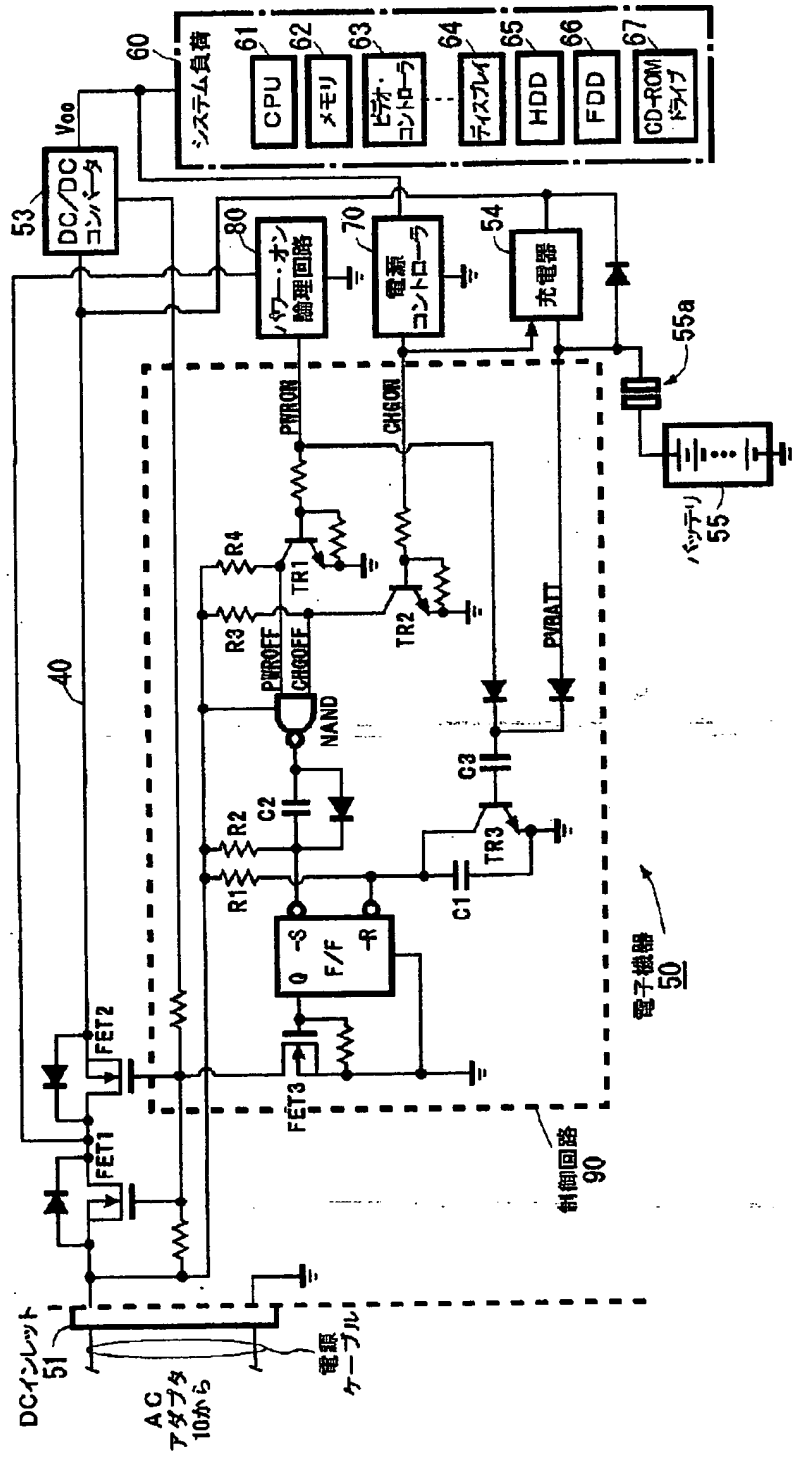 DCインレット
51
AC
アダプタ
10から
電源
ケーブル
FET1
FET2
40
53
DC/DC
コンバータ
V₀₀
60
システム負荷
61
CPU
62
メモリ
63
ビデオ・
コントローラ
64
ディスプレイ
65
HDD
66
FDD
67
CD-ROM
ドライブ
80
パワー・オン
論理回路
70
電源
コントローラ
54
充電器
55a
バッテリ
55
PWRON
CHGON
PVBATT
R4
R3
TR1
TR2
PWROFF
CHGOFF
NAND
R2
R1
C2
C3
TR3
C1
Q
-S
F/F
-R
FET3
制御回路
90
電子機器
50